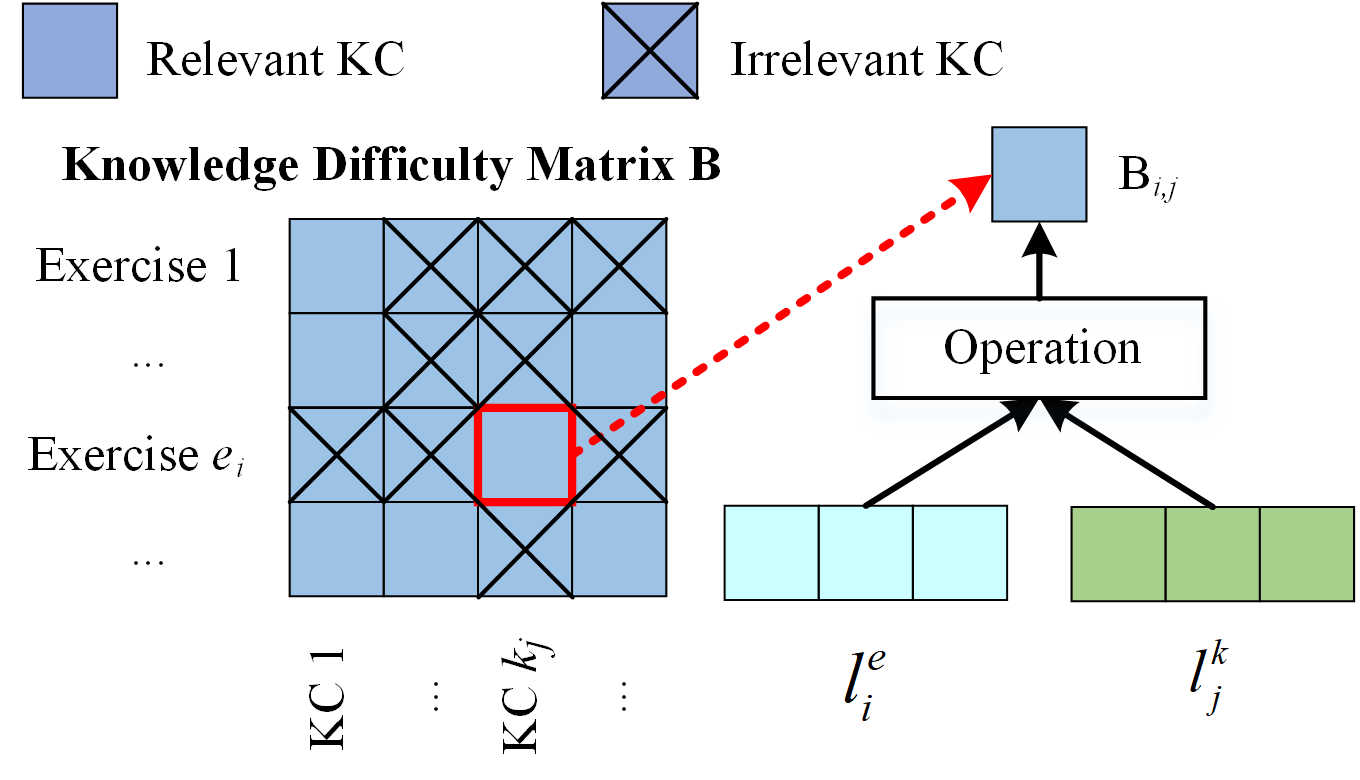 Relevant KC
Irrelevant KC
Knowledge Difficulty Matrix B
B_{i,j}
Exercise 1
...
Operation
Exercise e_i
...
KC 1
...
KC k_j
...
l_i^e
l_j^k